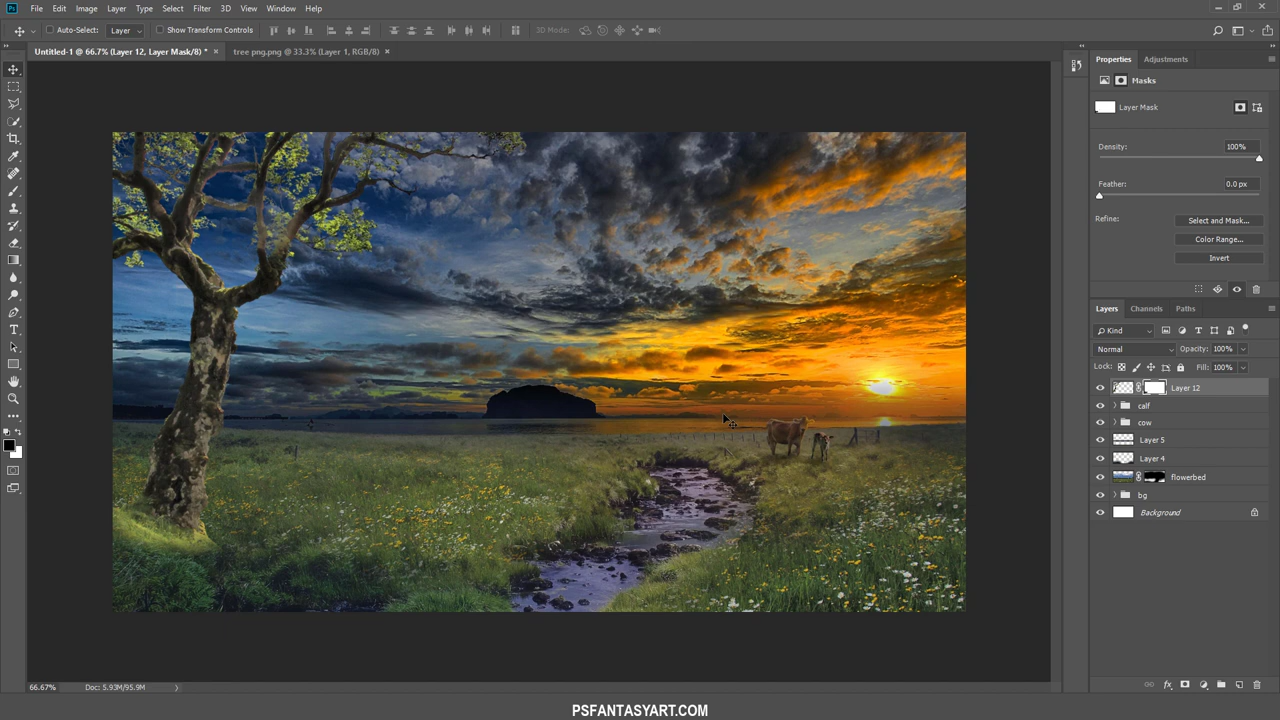 Ps File Edit Image Layer Type Select Filter 3D View Window Help
Auto-Select: Layer Show Transform Controls 3D Mode:
Untitled-1 @ 66.7% (Layer 12, Layer Mask/8) * × tree png.png @ 33.3% (Layer 1, RGB/8) ×
Properties Adjustments
Masks
Layer Mask
Density: 100%
Feather: 0.0 px
Refine: Select and Mask...
Color Range...
Invert
Layers Channels Paths
Kind
Normal Opacity: 100%
Lock: Fill: 100%
Layer 12
calf
cow
Layer 5
Layer 4
flowerbed
bg
Background
66.67% Doc: 5.93M/95.9M
PSFANTASYART.COM